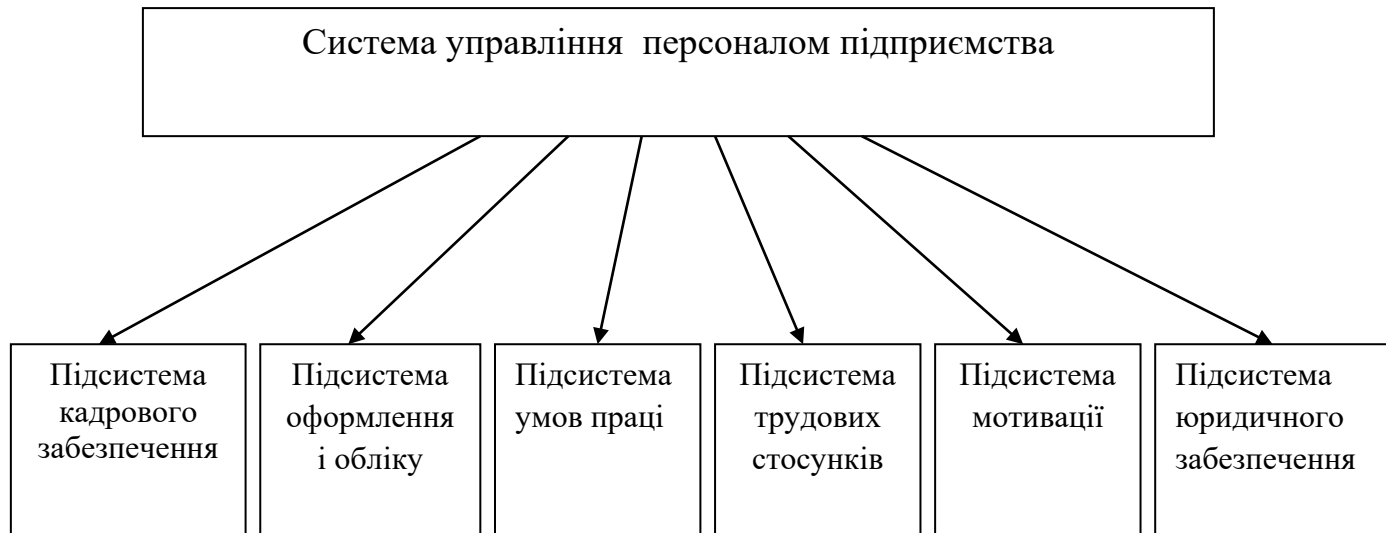 Система управління персоналом підприємства
Підсистема
кадрового
забезпечення
Підсистема
оформлення
і обліку
Підсистема
умов праці
Підсистема
трудових
стосунків
Підсистема
мотивації
Підсистема
юридичного
забезпечення